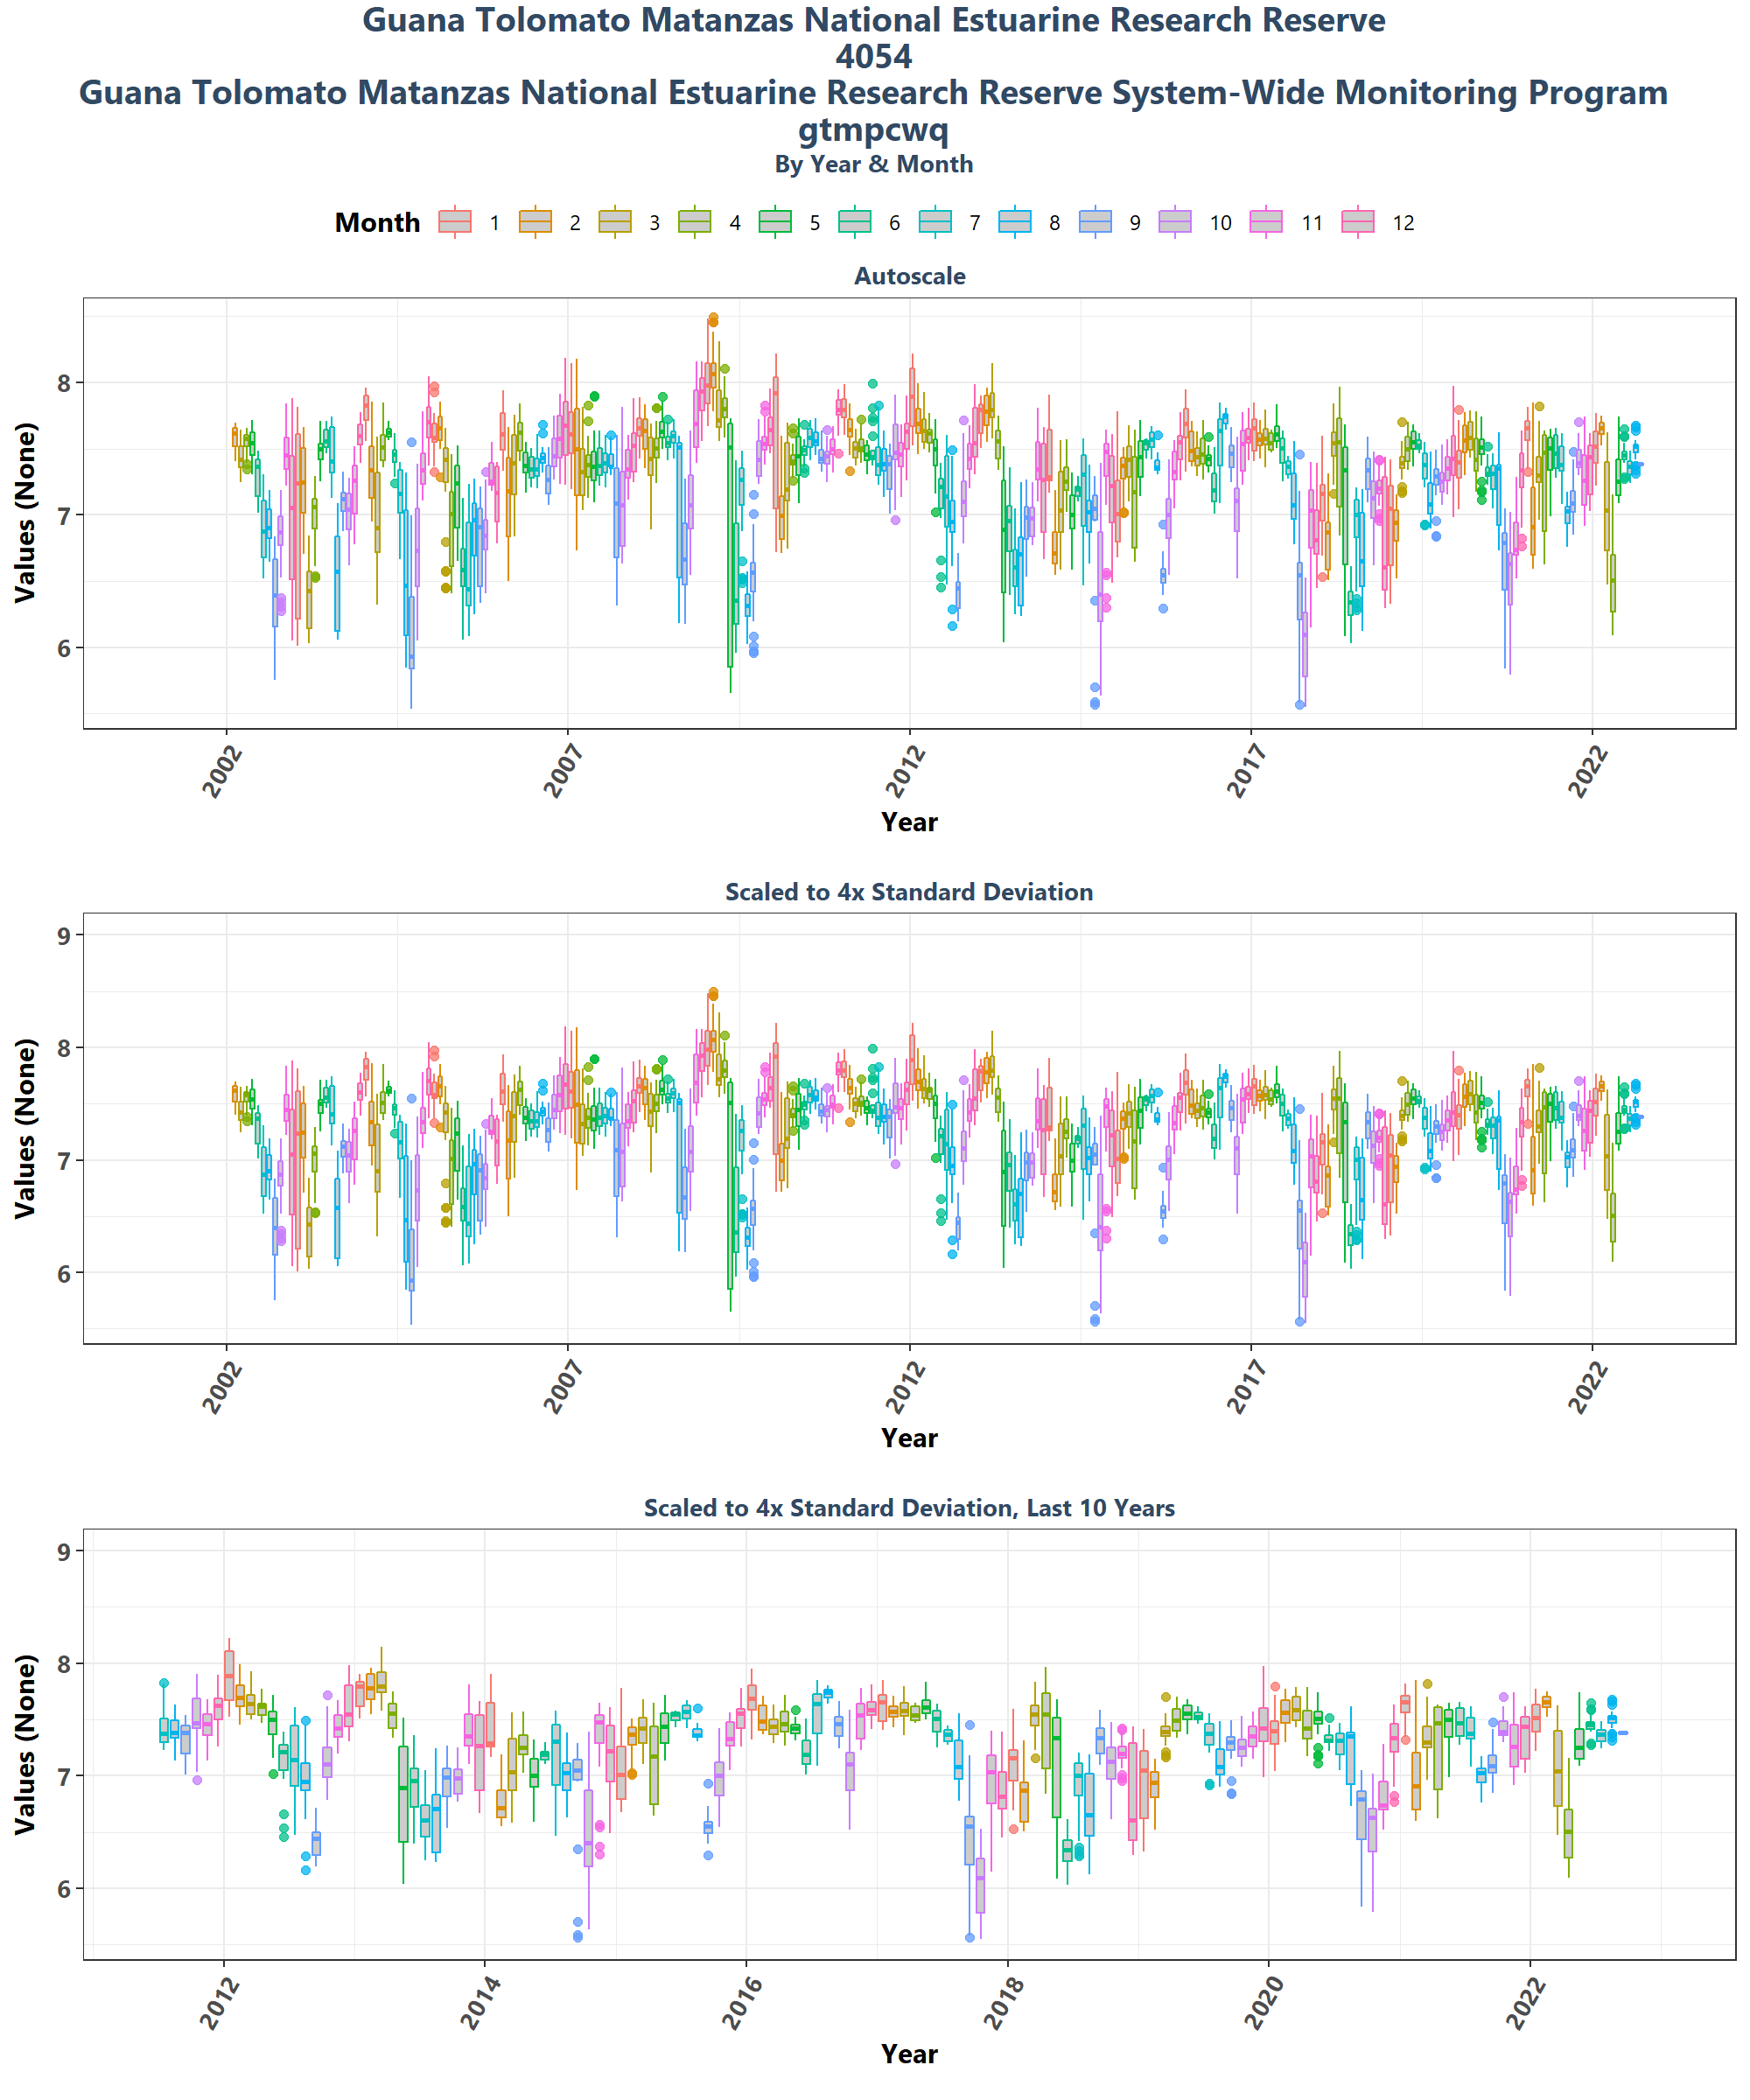 Guana Tolomato Matanzas National Estuarine Research Reserve
4054
Guana Tolomato Matanzas National Estuarine Research Reserve System-Wide Monitoring Program
gtmpcwq
By Year & Month
Month 1 2 3 4 5 6 7 8 9 10 11 12
Autoscale
Values (None)
8
7
6
2002 2007 2012 2017 2022
Year
Scaled to 4x Standard Deviation
Values (None)
9
8
7
6
2002 2007 2012 2017 2022
Year
Scaled to 4x Standard Deviation, Last 10 Years
Values (None)
9
8
7
6
2012 2014 2016 2018 2020 2022
Year